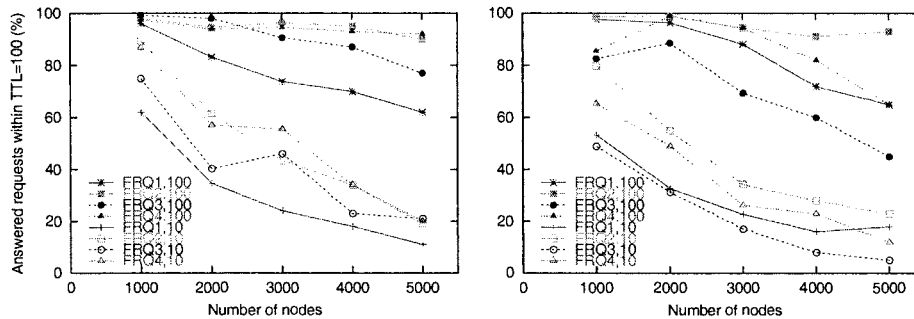 Answered requests within TTL=100 (%)
100
80
60
40
20
0
FRQ1,100
FRQ3,100
FRQ4,100
FRQ1,10
FRQ3,10
FRQ4,10
0 1000 2000 3000 4000 5000
Number of nodes
100
80
60
40
20
0
FRQ1,100
FRQ3,100
FRQ4,100
FRQ1,10
FRQ3,10
FRQ4,10
0 1000 2000 3000 4000 5000
Number of nodes